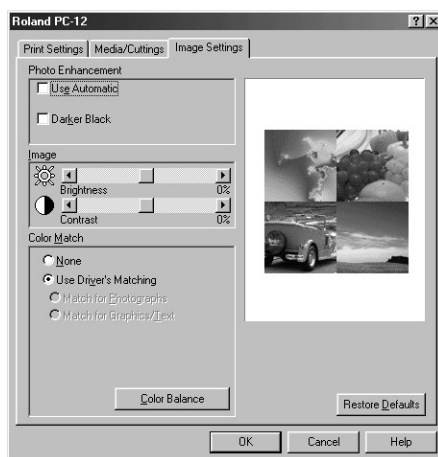 Roland PC-12
Print Settings Media/Cuttings Image Settings
Photo Enhancement
Use Automatic
Darker Black
Image
Brightness 0%
Contrast 0%
Color Match
None
Use Driver's Matching
Match for Photographs
Match for Graphics/Text
Color Balance
Restore Defaults
OK Cancel Help